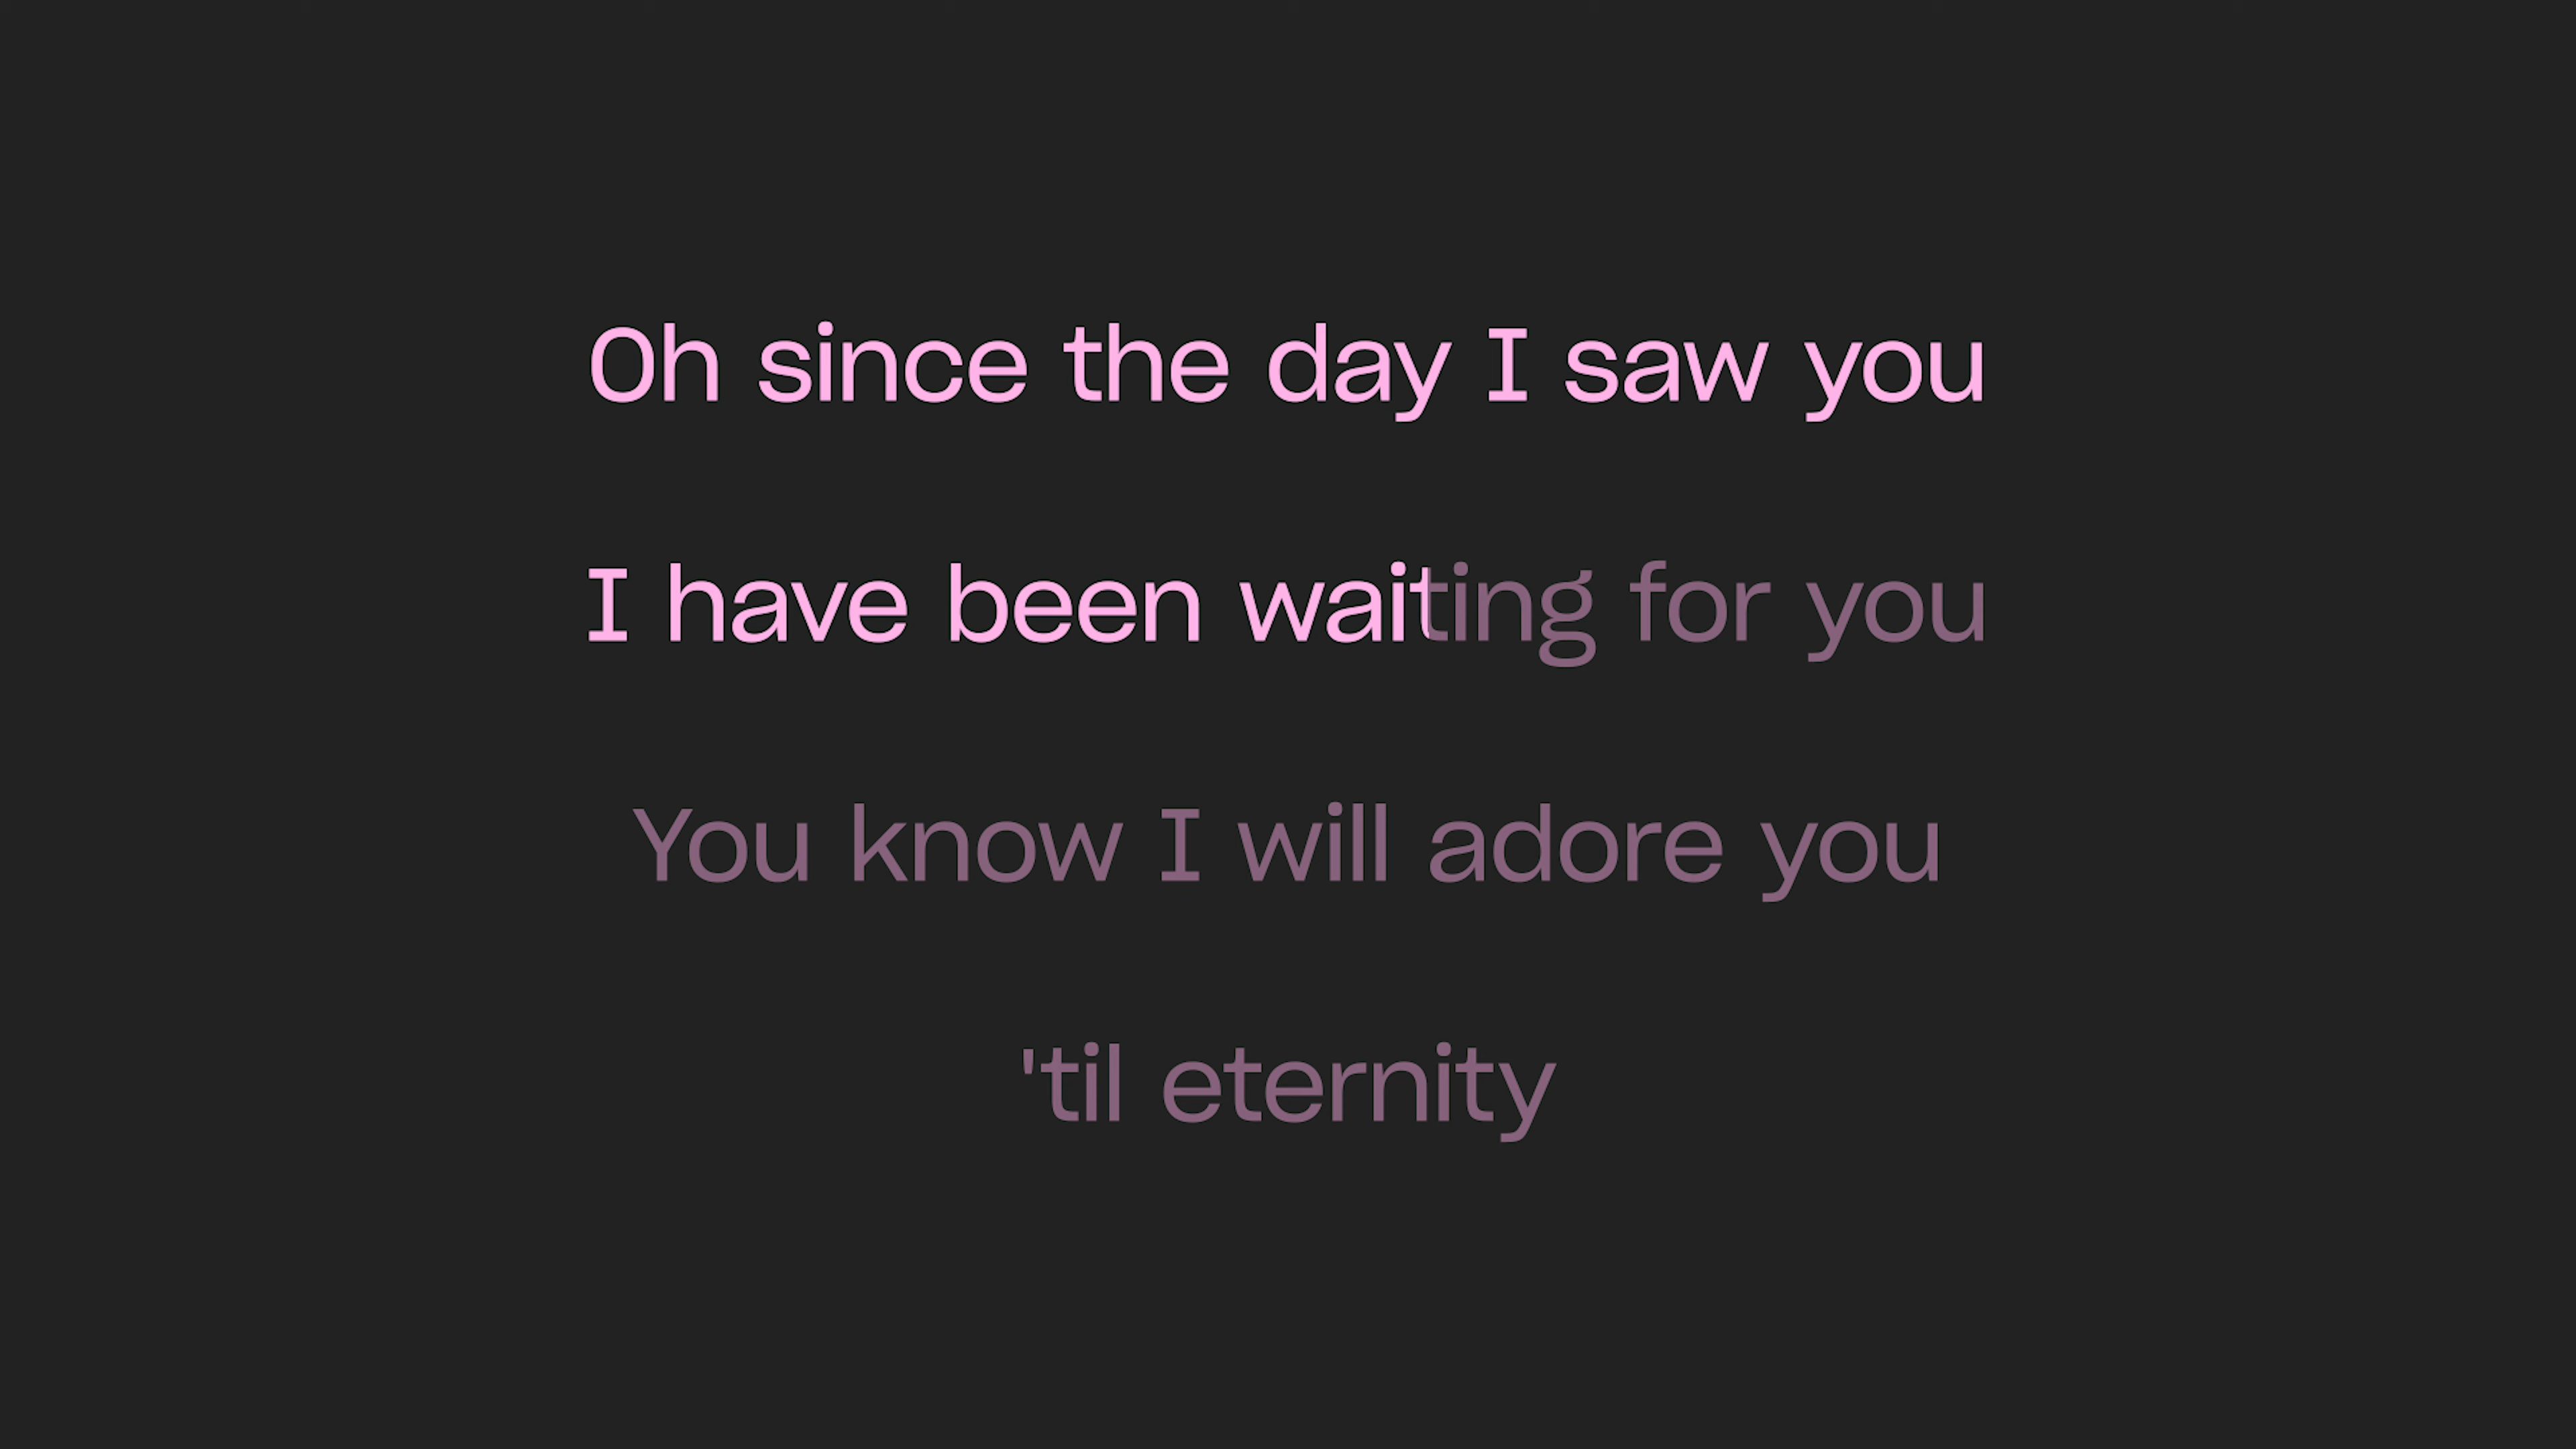 Oh since the day I saw you
I have been waiting for you
You know I will adore you
'til eternity